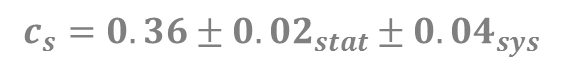 c_s = 0.36 ± 0.02_stat ± 0.04_sys